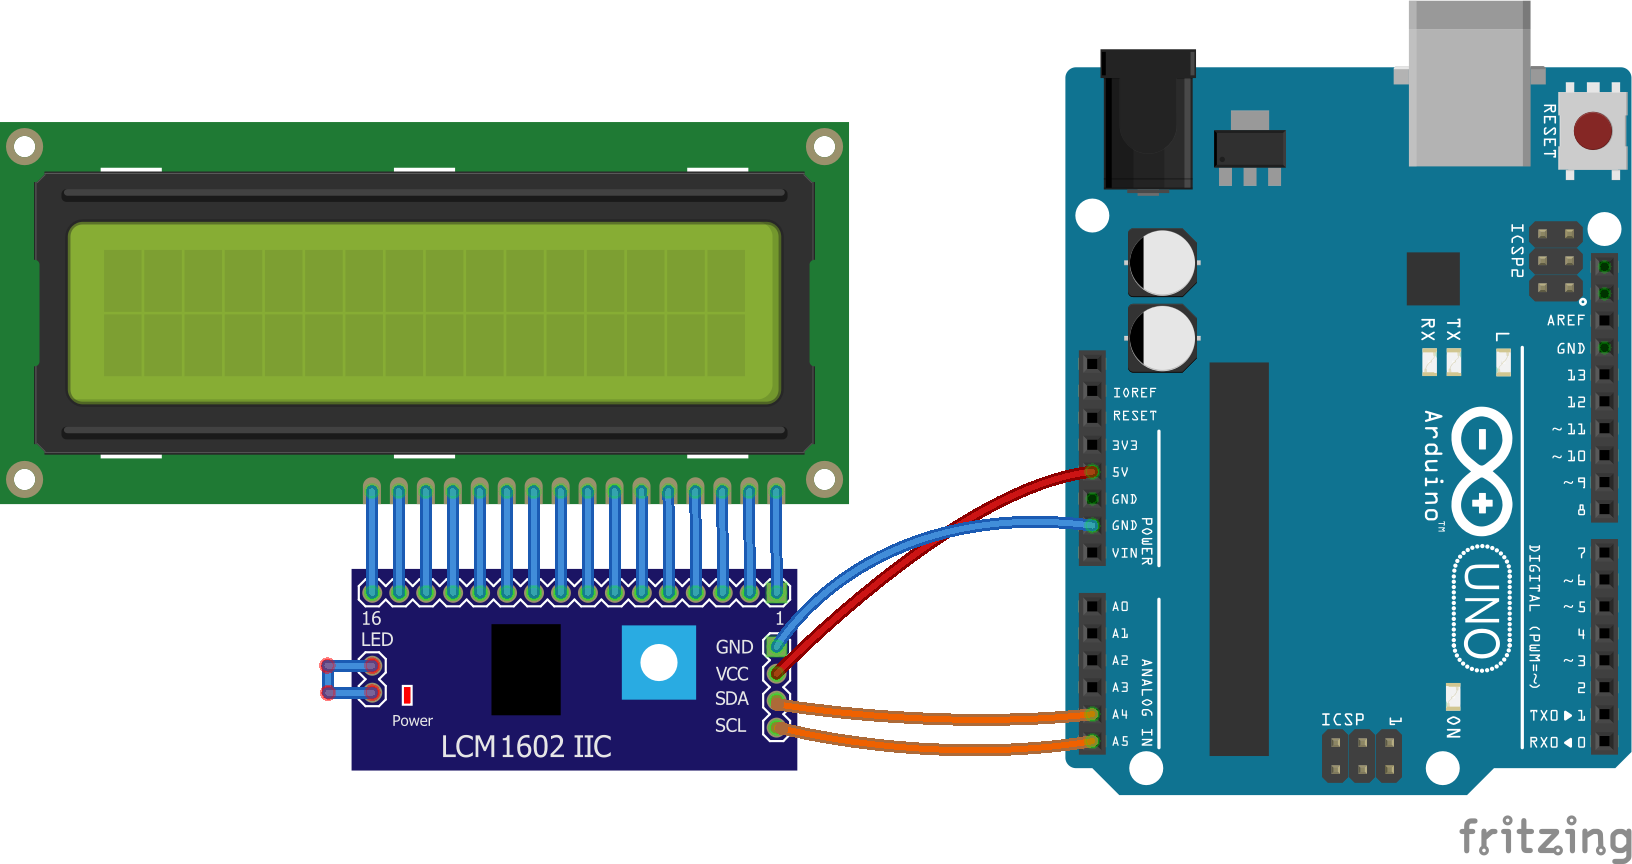 16
1
LED
GND
VCC
SDA
SCL
Power
LCM1602 IIC
RESET
ICSP2
IOREF
RESET
3V3
5V
GND
GND
VIN
POWER
A0
A1
A2
A3
A4
A5
ANALOG IN
RX
TX
L
AREF
GND
13
12
~11
~10
~9
8
7
~6
~5
4
~3
2
TX0▶1
RX0◀0
DIGITAL (PWM=~)
Arduino™
UNO
ICSP
1
ON
fritzing